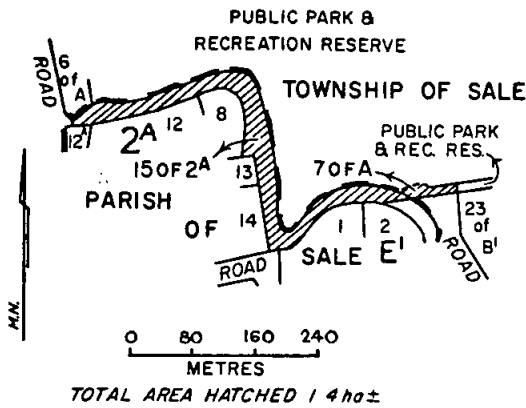 PUBLIC PARK &
RECREATION RESERVE
6
of
A
ROAD
TOWNSHIP OF SALE
12
2A
12
8
PUBLIC PARK
& REC. RES.
15 OF 2A
7 OF A
13
PARISH
14
OF
1
2
23
of
B1
SALE E1
ROAD
ROAD
M.N.
0 80 160 240
METRES
TOTAL AREA HATCHED 1 4 ha ±